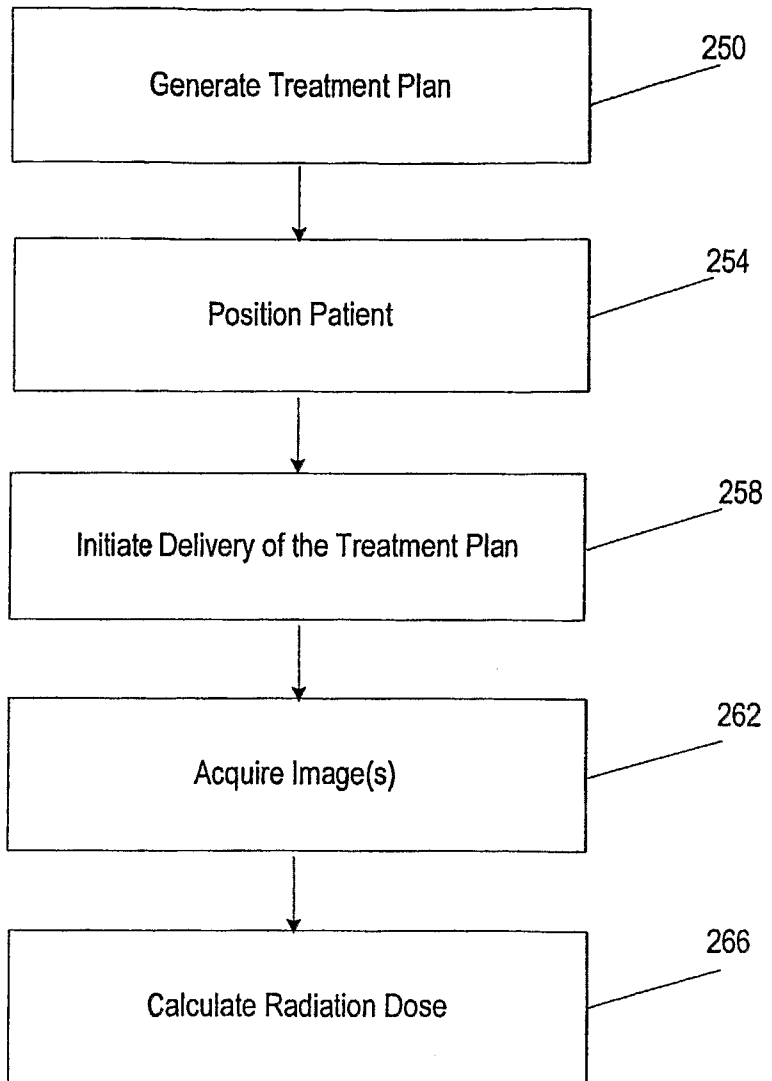 250
Generate Treatment Plan
254
Position Patient
258
Initiate Delivery of the Treatment Plan
262
Acquire Image(s)
266
Calculate Radiation Dose